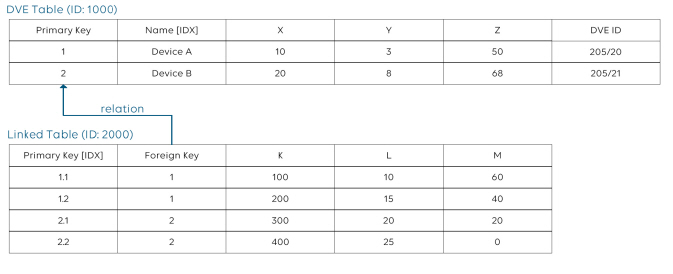 DVE Table (ID: 1000)
Primary Key Name [IDX] X Y Z DVE ID
1 Device A 10 3 50 205/20
2 Device B 20 8 68 205/21
relation
Linked Table (ID: 2000)
Primary Key [IDX] Foreign Key K L M
1.1 1 100 10 60
1.2 1 200 15 40
2.1 2 300 20 20
2.2 2 400 25 0